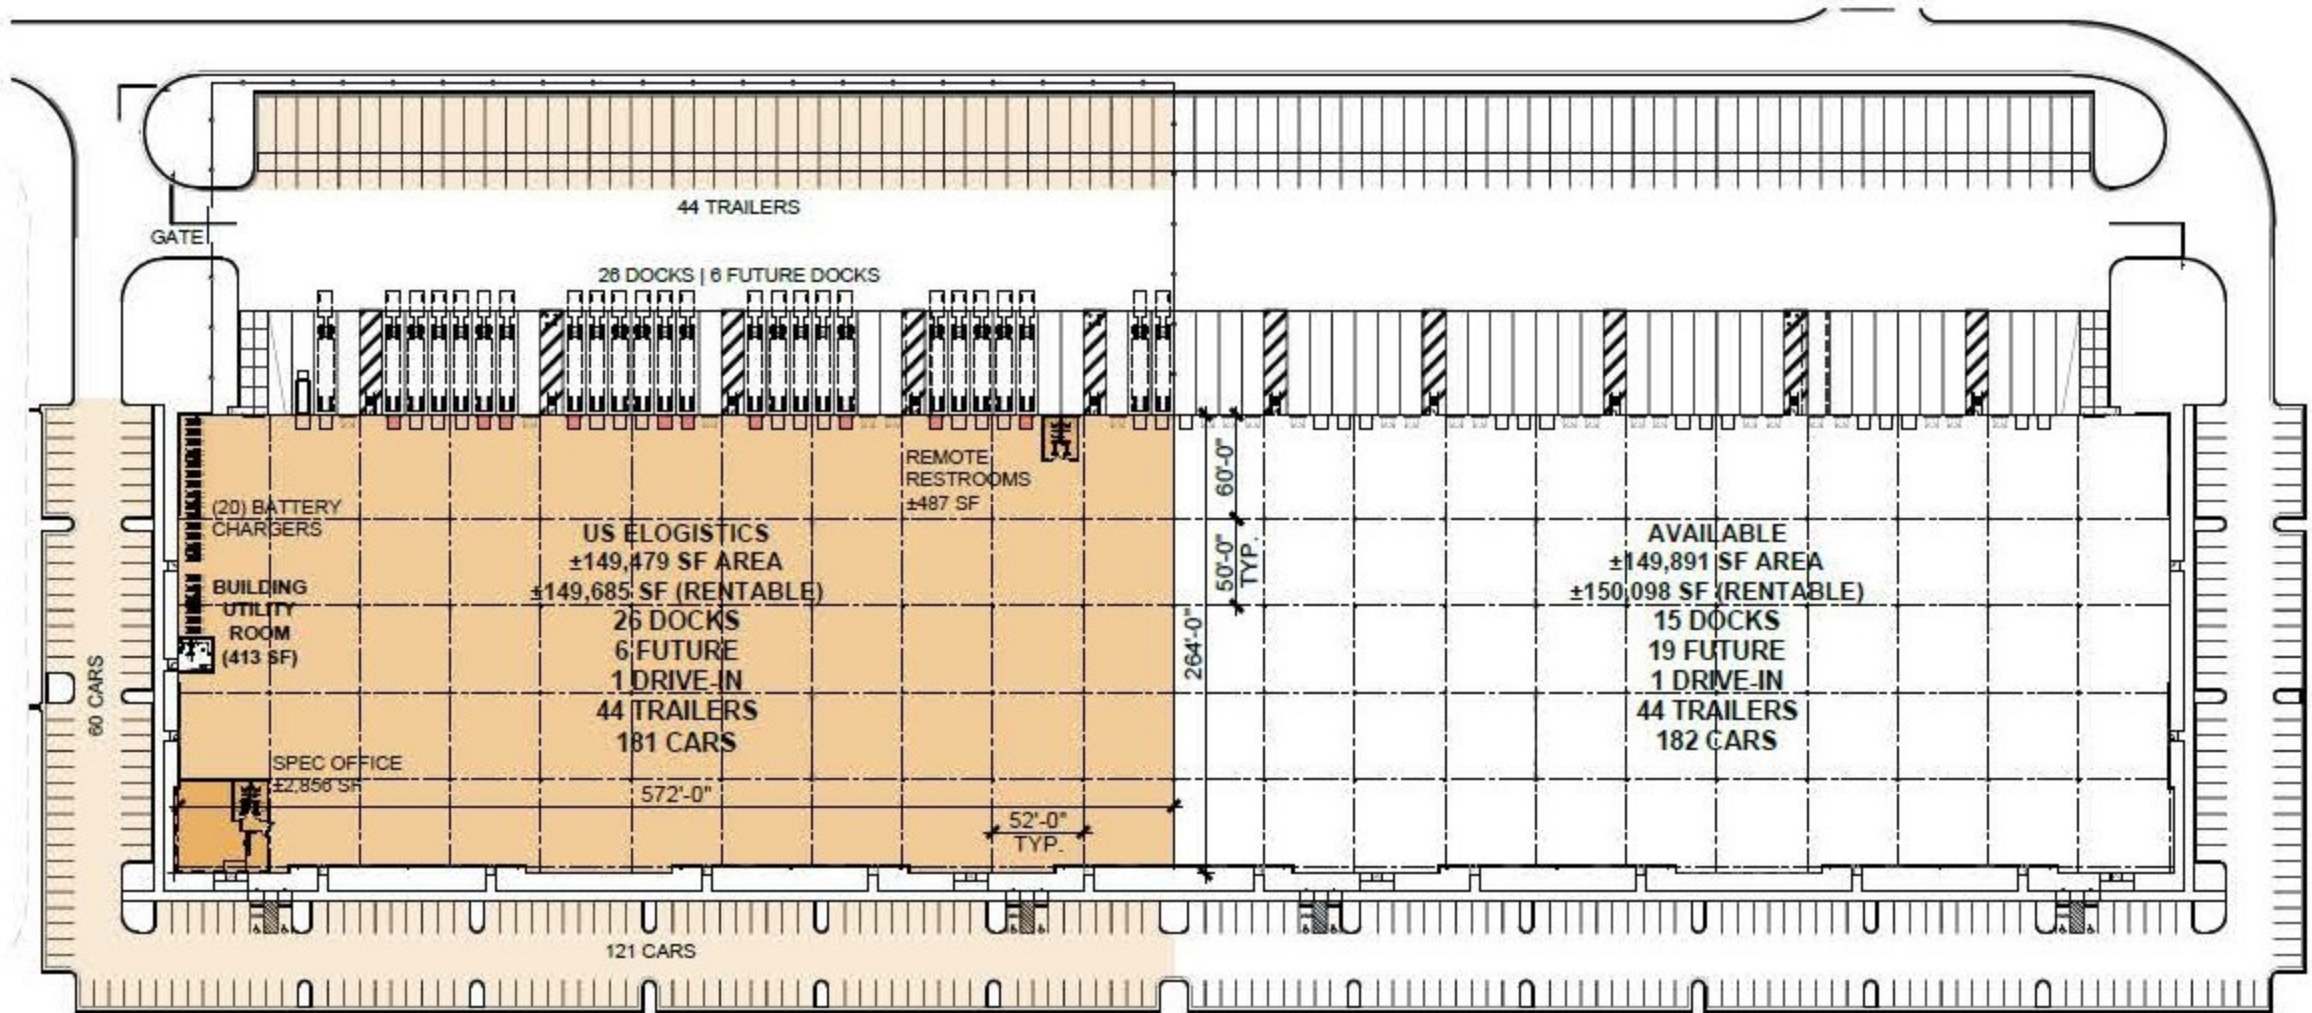 44 TRAILERS
GATE
26 DOCKS | 6 FUTURE DOCKS
REMOTE
RESTROOMS
±487 SF
60'-0"
50'-0"
TYP.
264'-0"
(20) BATTERY
CHARGERS
BUILDING
UTILITY
ROOM
(413 SF)
US ELOGISTICS
±149,479 SF AREA
±149,685 SF (RENTABLE)
26 DOCKS
6 FUTURE
1 DRIVE-IN
44 TRAILERS
181 CARS
AVAILABLE
±149,891 SF AREA
±150,098 SF (RENTABLE)
15 DOCKS
19 FUTURE
1 DRIVE-IN
44 TRAILERS
182 CARS
60 CARS
SPEC OFFICE
±2,856 SF
572'-0"
52'-0"
TYP.
121 CARS